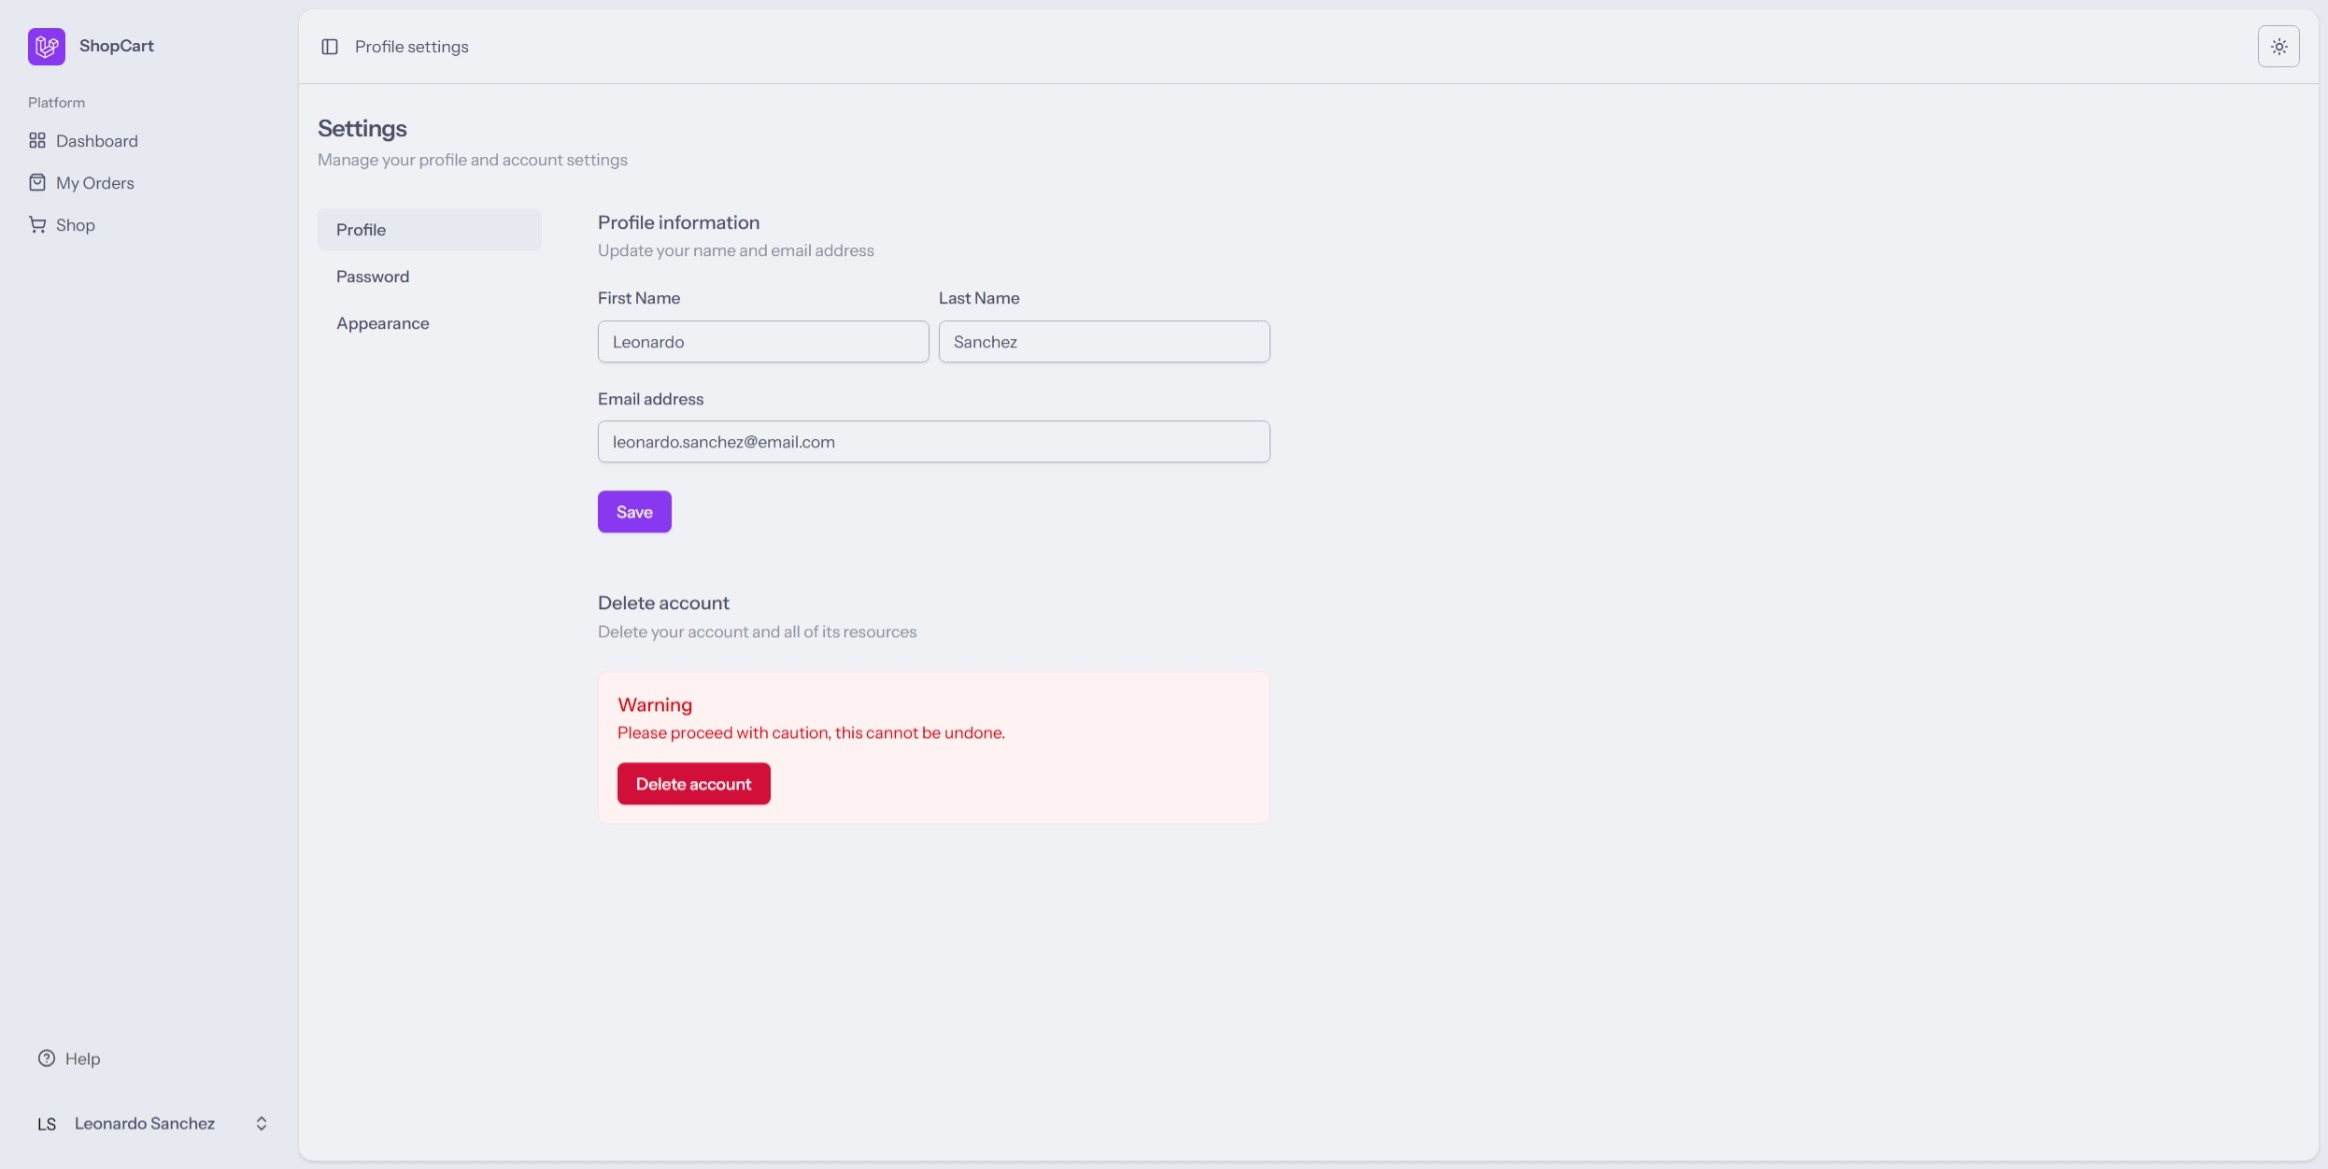 ShopCart
Platform
Dashboard
My Orders
Shop
Help
LS Leonardo Sanchez
Profile settings
Settings
Manage your profile and account settings
Profile
Password
Appearance
Profile information
Update your name and email address
First Name Last Name
Leonardo Sanchez
Email address
leonardo.sanchez@email.com
Save
Delete account
Delete your account and all of its resources
Warning
Please proceed with caution, this cannot be undone.
Delete account